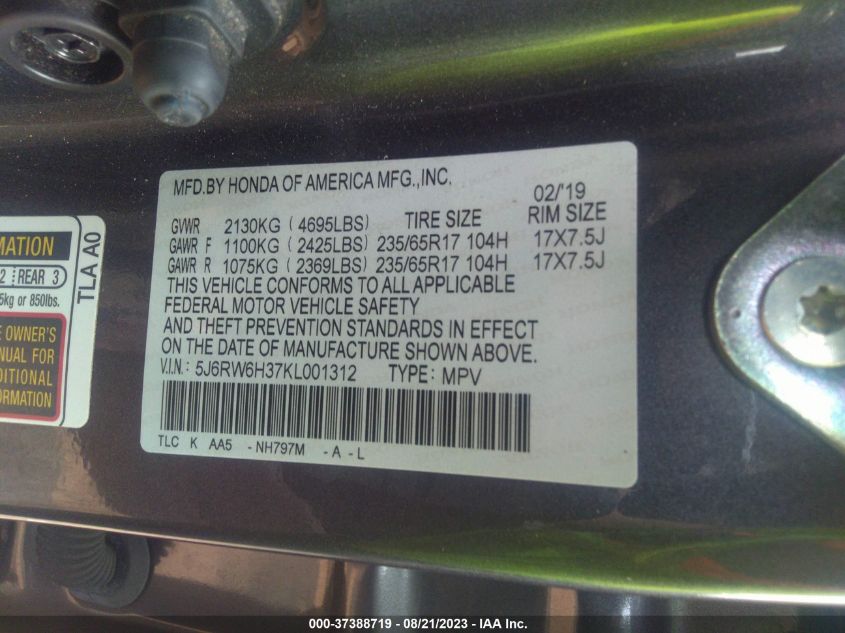 MFD.BY HONDA OF AMERICA MFG.,INC.
02/'19
GVWR 2130KG (4695LBS) TIRE SIZE RIM SIZE
GAWR F 1100KG (2425LBS) 235/65R17 104H 17X7.5J
GAWR R 1075KG (2369LBS) 235/65R17 104H 17X7.5J
THIS VEHICLE CONFORMS TO ALL APPLICABLE
FEDERAL MOTOR VEHICLE SAFETY
AND THEFT PREVENTION STANDARDS IN EFFECT
ON THE DATE OF MANUFACTURE SHOWN ABOVE.
V.I.N.: 5J6RW6H37KL001312 TYPE: MPV
TLC K AA5 -NH797M -A-L
MATION
2 REAR 3
5kg or 850lbs.
E OWNER'S
NUAL FOR
DITIONAL
ORMATION
TLA A0
000-37388719 - 08/21/2023 - IAA Inc.